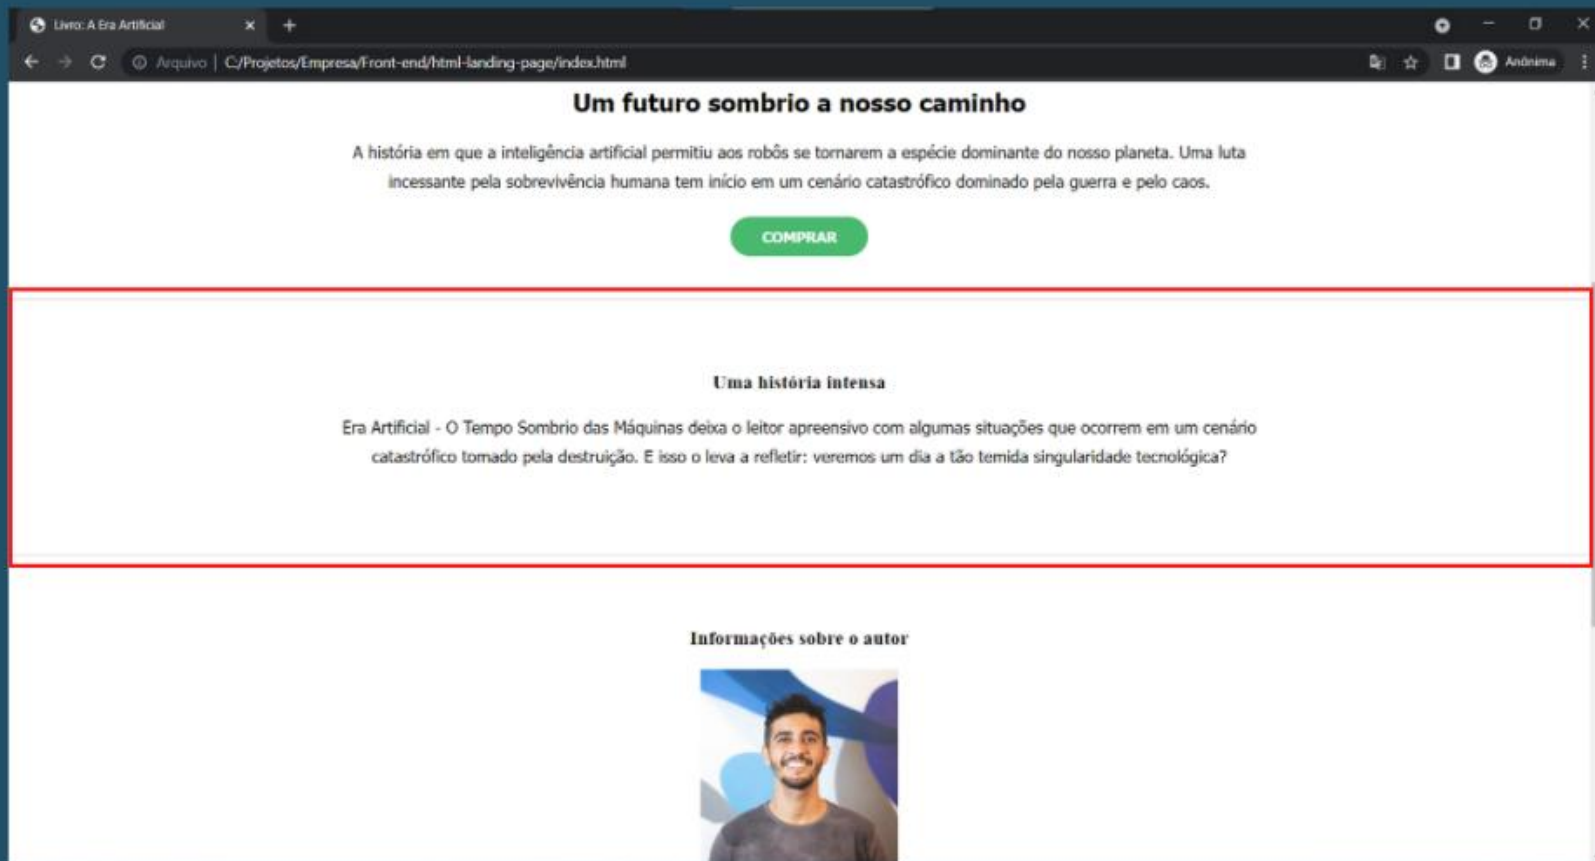 Livro: A Era Artificial
Arquivo | C:/Projetos/Empresa/Front-end/html-landing-page/index.html
Anônima
Um futuro sombrio a nosso caminho
A história em que a inteligência artificial permitiu aos robôs se tornarem a espécie dominante do nosso planeta. Uma luta
incessante pela sobrevivência humana tem início em um cenário catastrófico dominado pela guerra e pelo caos.
COMPRAR
Uma história intensa
Era Artificial - O Tempo Sombrio das Máquinas deixa o leitor apreensivo com algumas situações que ocorrem em um cenário
catastrófico tomado pela destruição. E isso o leva a refletir: veremos um dia a tão temida singularidade tecnológica?
Informações sobre o autor